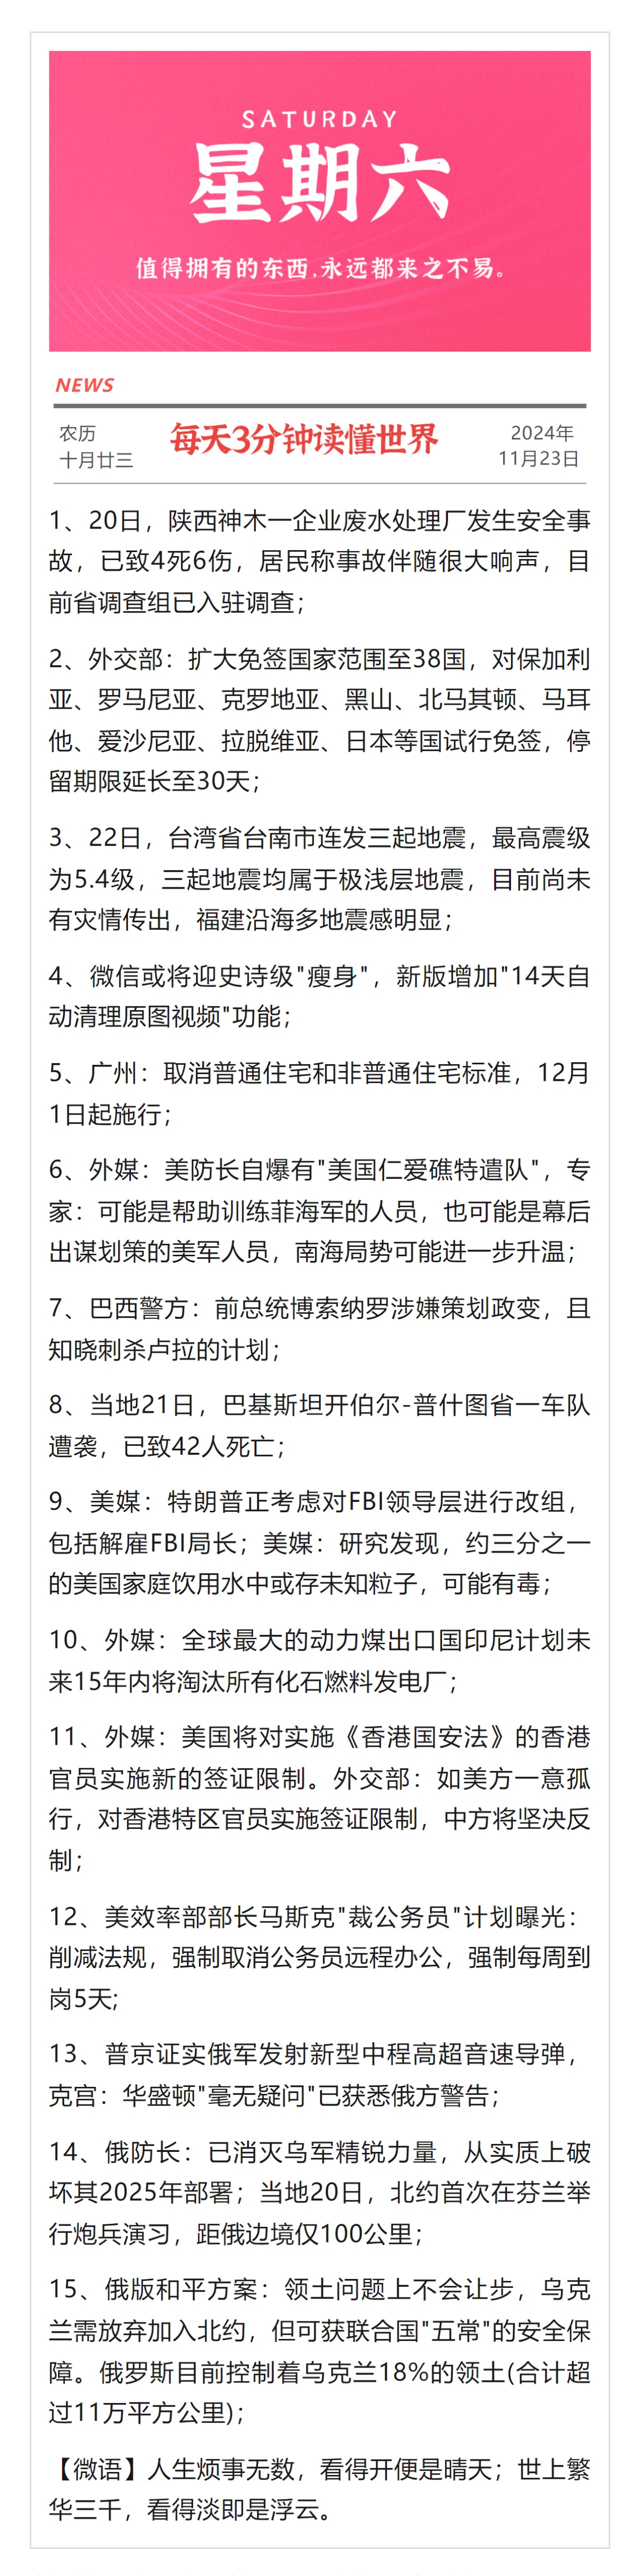 SATURDAY
星期六
值得拥有的东西,永远都来之不易。
NEWS
农历
十月廿三
每天3分钟读懂世界
2024年
11月23日
1、20日，陕西神木一企业废水处理厂发生安全事
故，已致4死6伤，居民称事故伴随很大响声，目
前省调查组已入驻调查；
2、外交部：扩大免签国家范围至38国，对保加利
亚、罗马尼亚、克罗地亚、黑山、北马其顿、马耳
他、爱沙尼亚、拉脱维亚、日本等国试行免签，停
留期限延长至30天；
3、22日，台湾省台南市连发三起地震，最高震级
为5.4级，三起地震均属于极浅层地震，目前尚未
有灾情传出，福建沿海多地震感明显；
4、微信或将迎史诗级"瘦身"，新版增加"14天自
动清理原图视频"功能；
5、广州：取消普通住宅和非普通住宅标准，12月
1日起施行；
6、外媒：美防长自爆有"美国仁爱礁特遣队"，专
家：可能是帮助训练菲海军的人员，也可能是幕后
出谋划策的美军人员，南海局势可能进一步升温；
7、巴西警方：前总统博索纳罗涉嫌策划政变，且
知晓刺杀卢拉的计划；
8、当地21日，巴基斯坦开伯尔-普什图省一车队
遭袭，已致42人死亡；
9、美媒：特朗普正考虑对FBI领导层进行改组，
包括解雇FBI局长；美媒：研究发现，约三分之一
的美国家庭饮用水中或存未知粒子，可能有毒；
10、外媒：全球最大的动力煤出口国印尼计划未
来15年内将淘汰所有化石燃料发电厂；
11、外媒：美国将对实施《香港国安法》的香港
官员实施新的签证限制。外交部：如美方一意孤
行，对香港特区官员实施签证限制，中方将坚决反
制；
12、美效率部部长马斯克"裁公务员"计划曝光：
削减法规，强制取消公务员远程办公，强制每周到
岗5天;
13、普京证实俄军发射新型中程高超音速导弹，
克宫：华盛顿"毫无疑问"已获悉俄方警告；
14、俄防长：已消灭乌军精锐力量，从实质上破
坏其2025年部署；当地20日，北约首次在芬兰举
行炮兵演习，距俄边境仅100公里；
15、俄版和平方案：领土问题上不会让步，乌克
兰需放弃加入北约，但可获联合国"五常"的安全保
障。俄罗斯目前控制着乌克兰18%的领土(合计超
过11万平方公里)；
【微语】人生烦事无数，看得开便是晴天；世上繁
华三千，看得淡即是浮云。